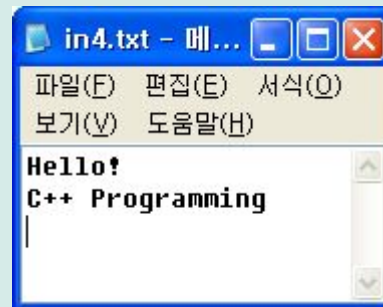 in4.txt - 메...
파일(F) 편집(E) 서식(O)
보기(V) 도움말(H)
Hello!
C++ Programming